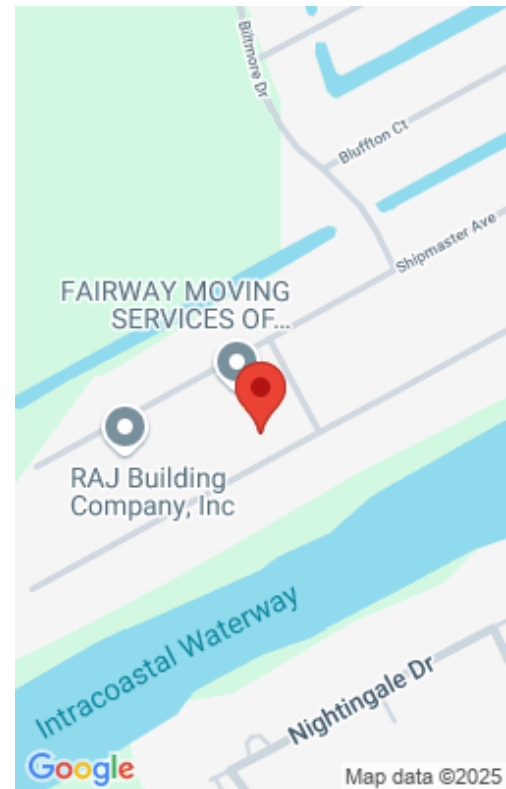 Biltmore Dr
Bluffton Ct
Shipmaster Ave
FAIRWAY MOVING
SERVICES OF...
RAJ Building
Company, Inc
Intracoastal Waterway
Nightingale Dr
Google
Map data ©2025